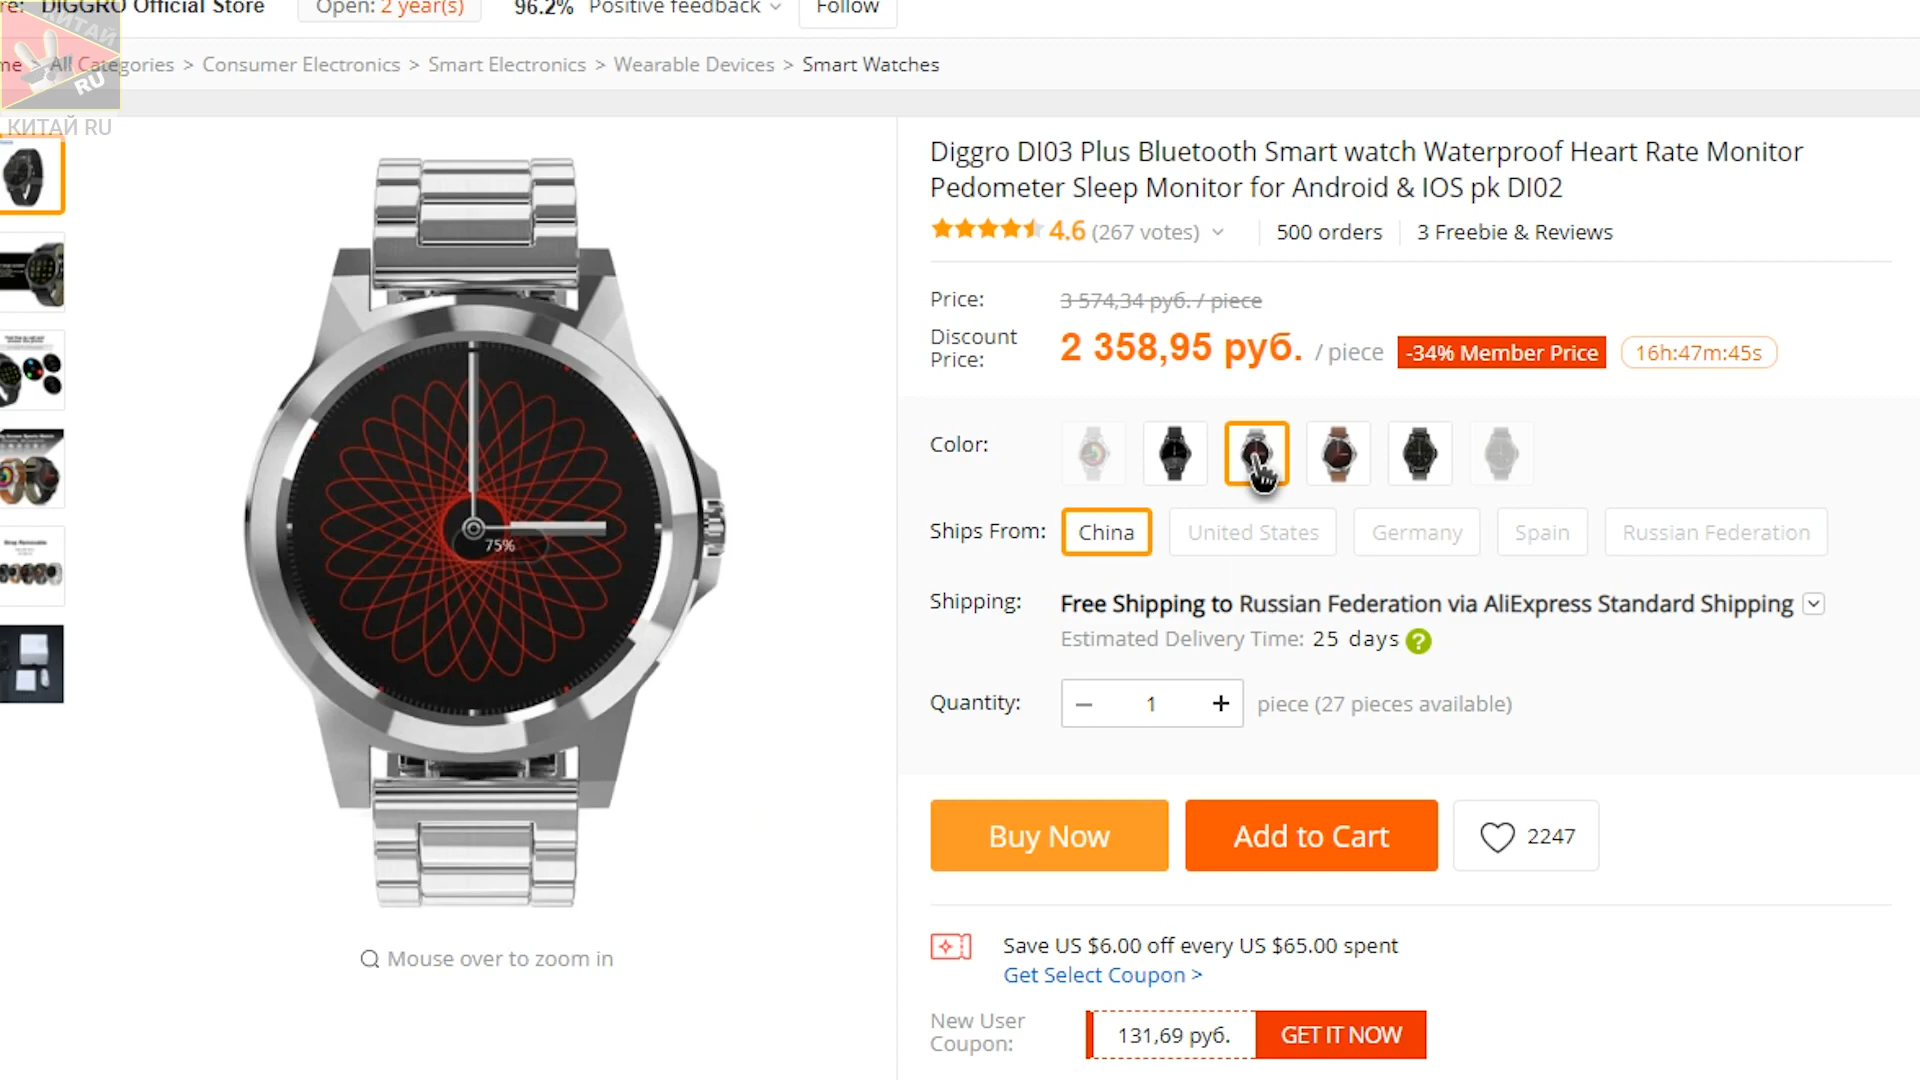 re: DIGGRO Official Store Open: 2 year(s) 96.2% Positive feedback Follow
КИТАЙ
RU
КИТАЙ RU
me > All Categories > Consumer Electronics > Smart Electronics > Wearable Devices > Smart Watches
Diggro DI03 Plus Bluetooth Smart watch Waterproof Heart Rate Monitor
Pedometer Sleep Monitor for Android & IOS pk DI02
4.6 (267 votes) 500 orders 3 Freebie & Reviews
Price: 3 574,34 руб. / piece
Discount
Price: 2 358,95 руб. / piece -34% Member Price 16h:47m:45s
Color:
Ships From: China United States Germany Spain Russian Federation
Shipping: Free Shipping to Russian Federation via AliExpress Standard Shipping
Estimated Delivery Time: 25 days ?
Quantity: − 1 + piece (27 pieces available)
75%
Buy Now Add to Cart 2247
Mouse over to zoom in
Save US $6.00 off every US $65.00 spent
Get Select Coupon >
New User
Coupon: 131,69 руб. GET IT NOW